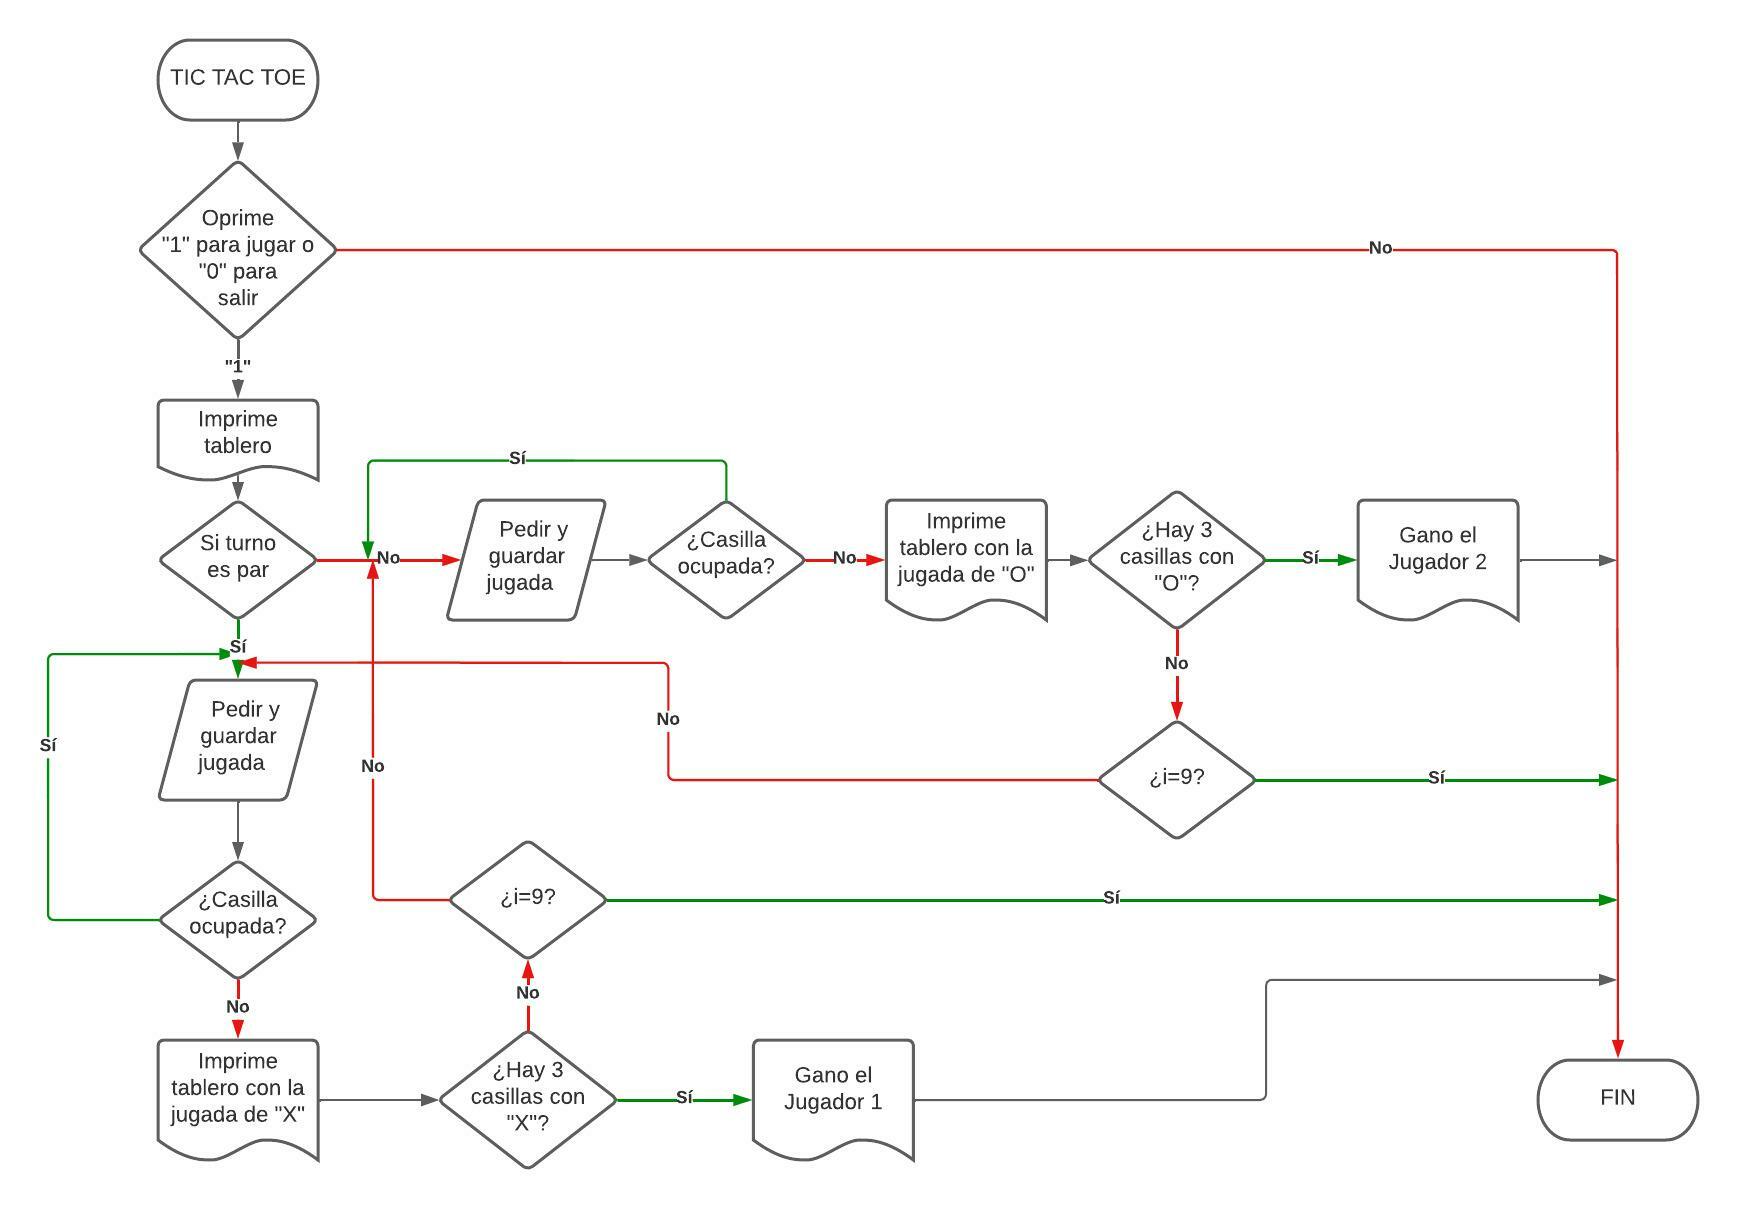 TIC TAC TOE
Oprime
"1" para jugar o
"0" para
salir
No
"1"
Imprime
tablero
Sí
Si turno
es par
No
Pedir y
guardar
jugada
¿Casilla
ocupada?
No
Imprime
tablero con la
jugada de "O"
¿Hay 3
casillas con
"O"?
Sí
Gano el
Jugador 2
Sí
No
Pedir y
guardar
jugada
Sí
No
No
¿i=9?
Sí
¿Casilla
ocupada?
¿i=9?
Sí
No
No
Imprime
tablero con la
jugada de "X"
¿Hay 3
casillas con
"X"?
Sí
Gano el
Jugador 1
FIN